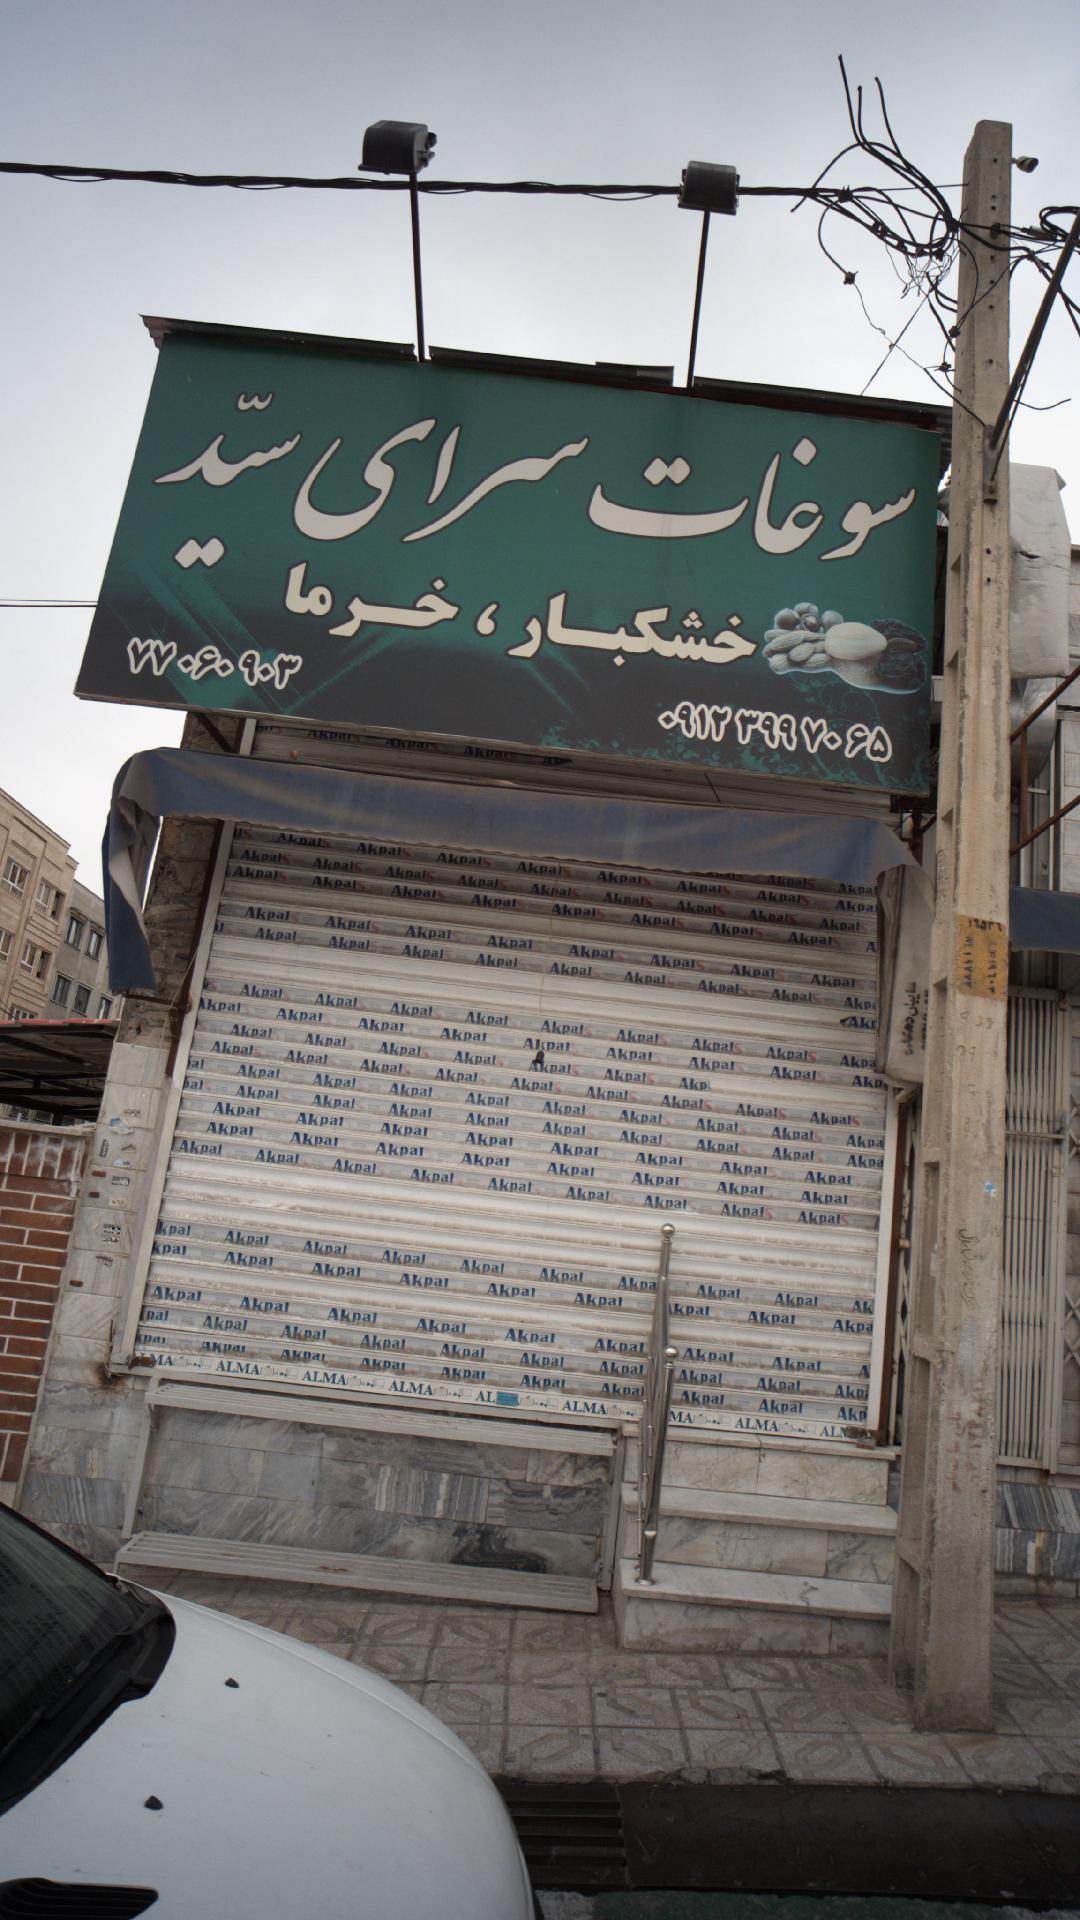 سوغات سرای سیّد
خشکبار ، خرما
۷۷۰۶۰۹۰۳
۰۹۱۲ ۳۹۹ ۷۰ ۶۵
Akpal
ALMA